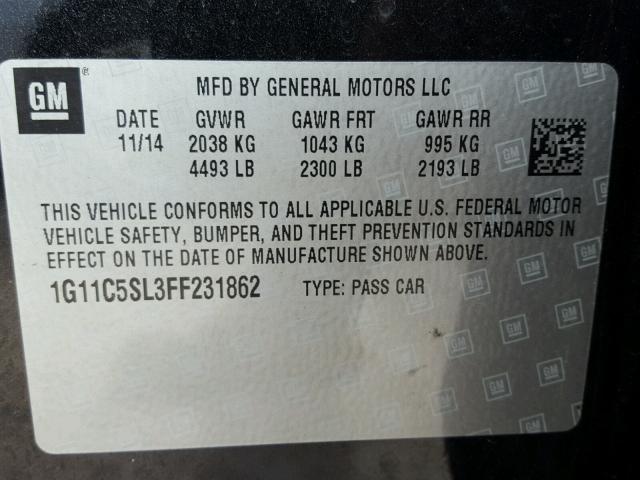 GM ® MFD BY GENERAL MOTORS LLC
DATE GVWR GAWR FRT GAWR RR
11/14 2038 KG 1043 KG 995 KG
4493 LB 2300 LB 2193 LB
THIS VEHICLE CONFORMS TO ALL APPLICABLE U.S. FEDERAL MOTOR
VEHICLE SAFETY, BUMPER, AND THEFT PREVENTION STANDARDS IN
EFFECT ON THE DATE OF MANUFACTURE SHOWN ABOVE.
1G11C5SL3FF231862 TYPE: PASS CAR